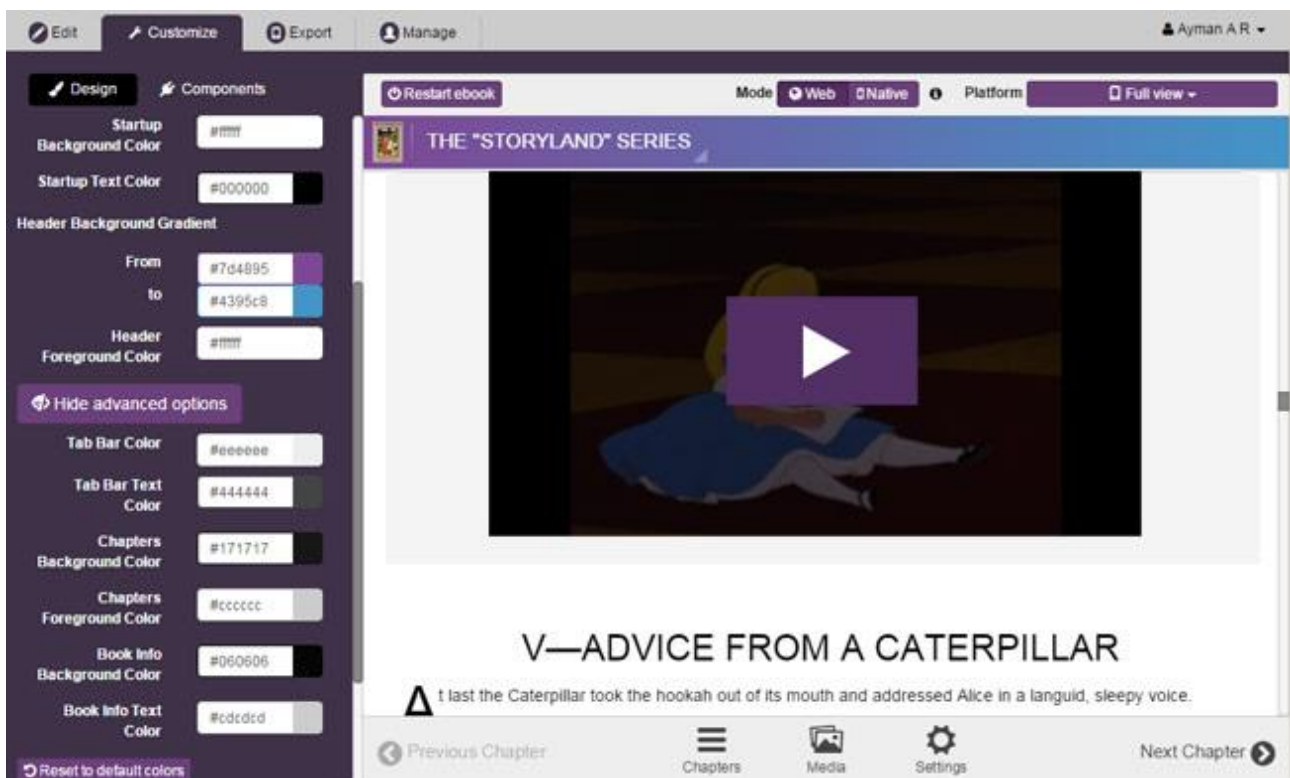 Edit Customize Export Manage Ayman A R
Design Components
Restart ebook Mode Web Native Platform Full view
THE "STORYLAND" SERIES
Startup
Background Color
#ffffff
Startup Text Color
#000000
Header Background Gradient
From
#7d4895
to
#4395c8
Header
Foreground Color
#ffffff
Hide advanced options
Tab Bar Color
#eeeeee
Tab Bar Text
Color
#444444
Chapters
Background Color
#171717
Chapters
Foreground Color
#cccccc
Book Info
Background Color
#060606
Book Info Text
Color
#cdcdcd
Reset to default colors
V—ADVICE FROM A CATERPILLAR
At last the Caterpillar took the hookah out of its mouth and addressed Alice in a languid, sleepy voice.
Previous Chapter
Chapters
Media
Settings
Next Chapter